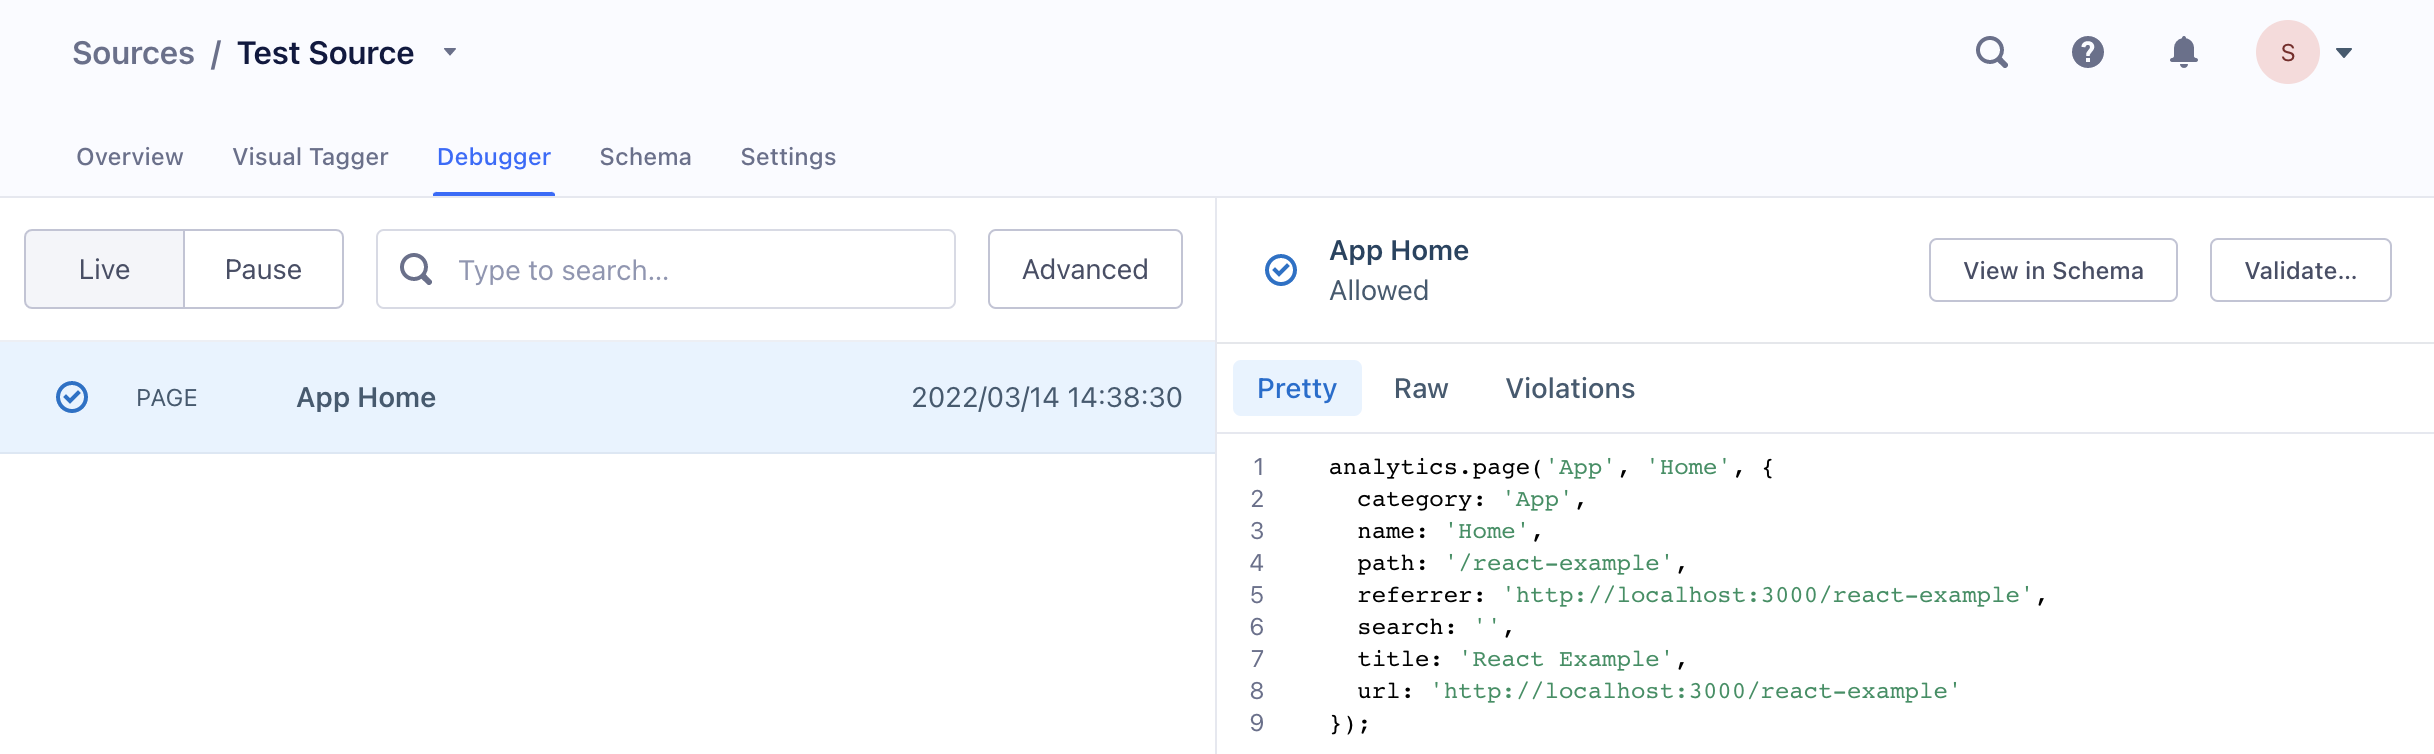 Sources / Test Source
S
Overview Visual Tagger Debugger Schema Settings
Live Pause Type to search... Advanced
PAGE App Home 2022/03/14 14:38:30
App Home
Allowed
View in Schema Validate...
Pretty Raw Violations
1 analytics.page('App', 'Home', {
2   category: 'App',
3   name: 'Home',
4   path: '/react-example',
5   referrer: 'http://localhost:3000/react-example',
6   search: '',
7   title: 'React Example',
8   url: 'http://localhost:3000/react-example'
9 });